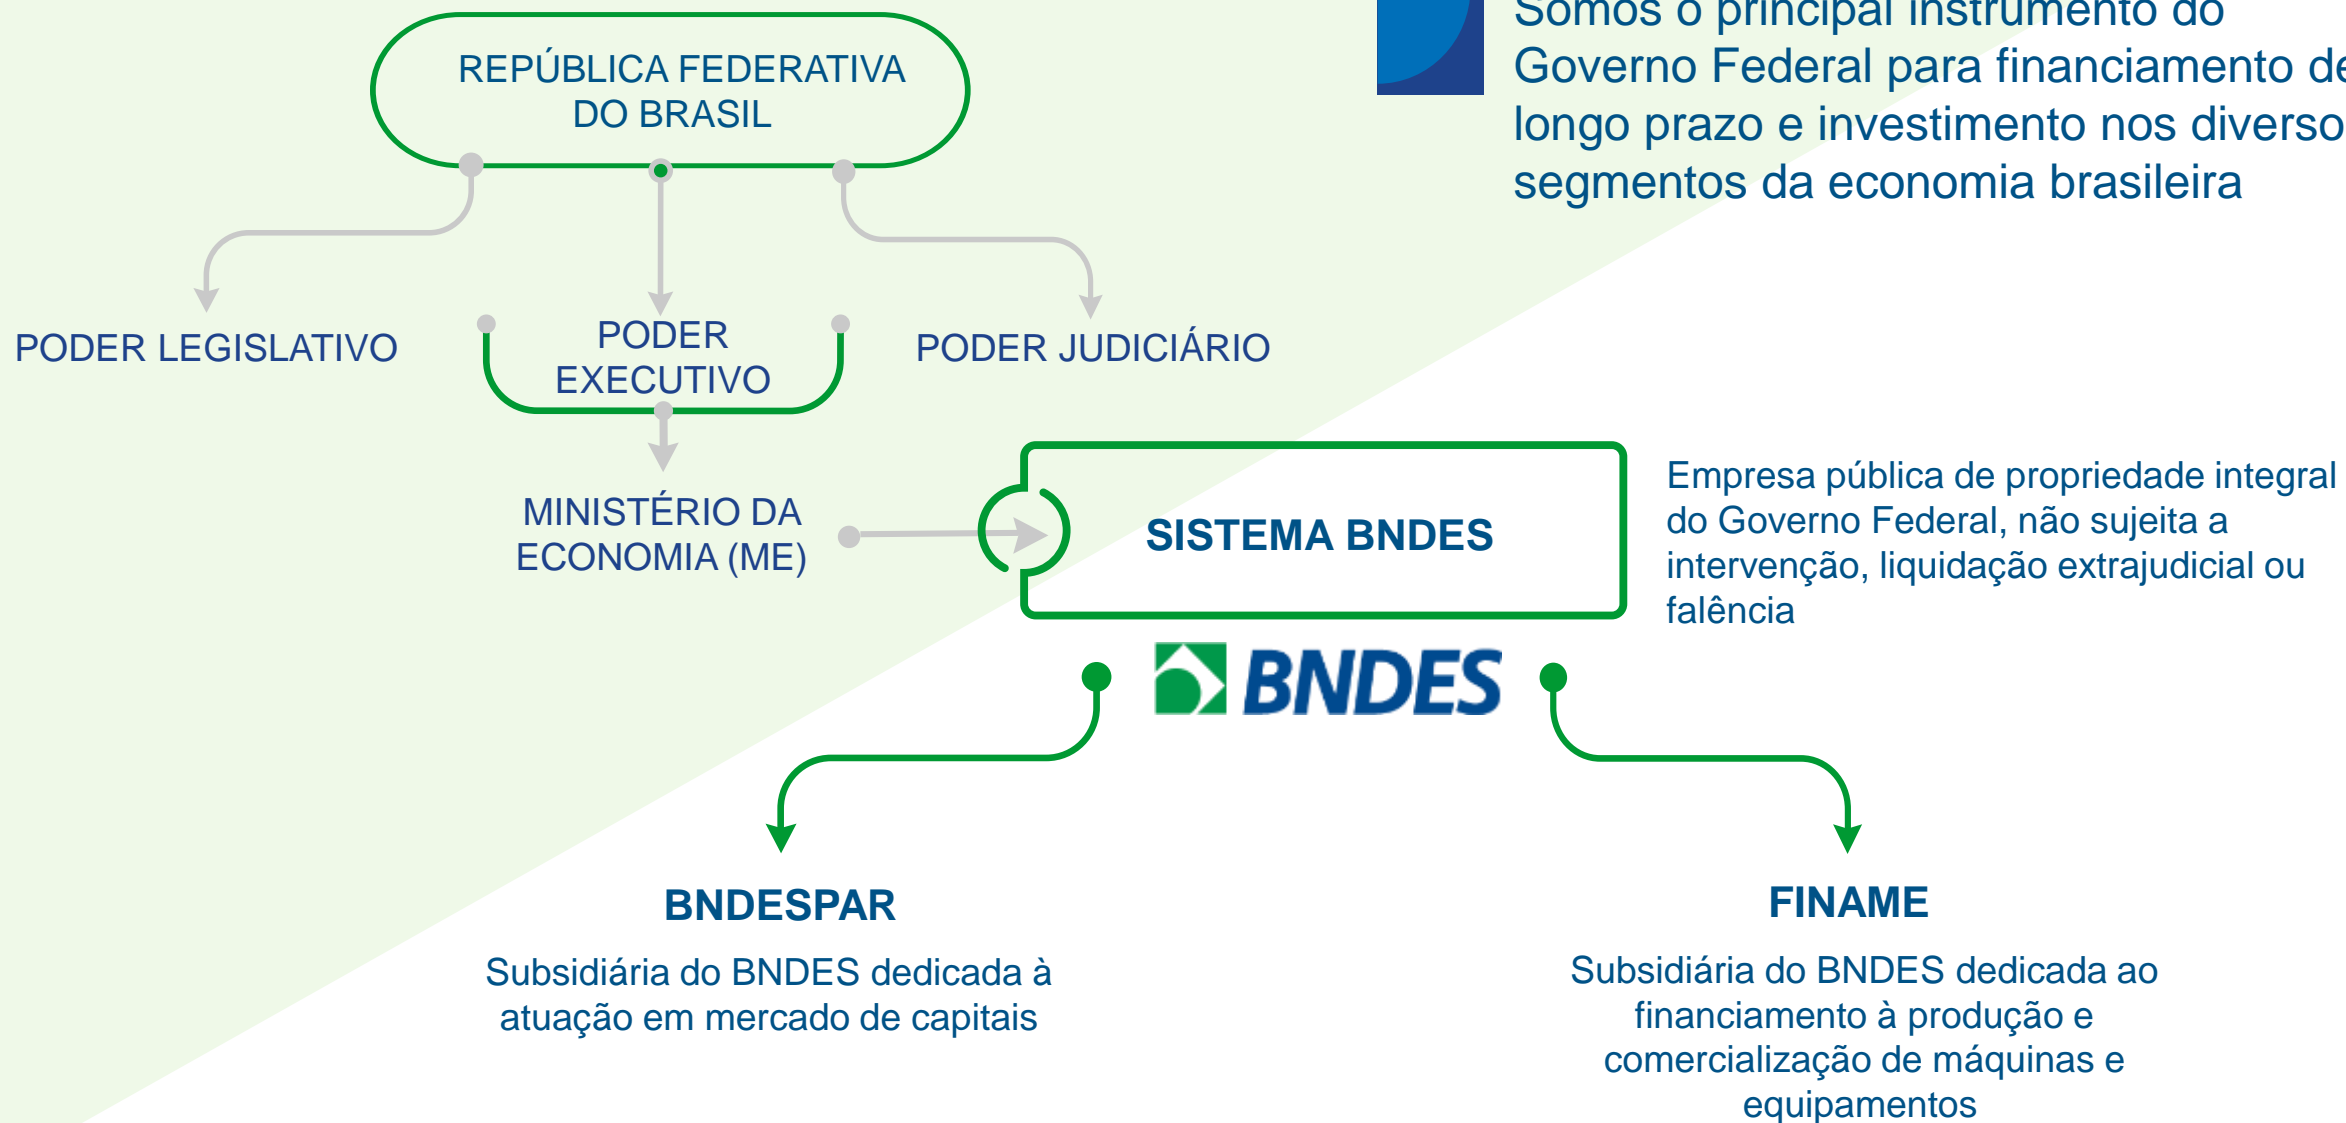 Somos o principal instrumento do
Governo Federal para financiamento de
longo prazo e investimento nos diverso
segmentos da economia brasileira
REPÚBLICA FEDERATIVA
DO BRASIL
PODER LEGISLATIVO
PODER
EXECUTIVO
PODER JUDICIÁRIO
MINISTÉRIO DA
ECONOMIA (ME)
SISTEMA BNDES
Empresa pública de propriedade integral
do Governo Federal, não sujeita a
intervenção, liquidação extrajudicial ou
falência
BNDES
BNDESPAR
Subsidiária do BNDES dedicada à
atuação em mercado de capitais
FINAME
Subsidiária do BNDES dedicada ao
financiamento à produção e
comercialização de máquinas e
equipamentos